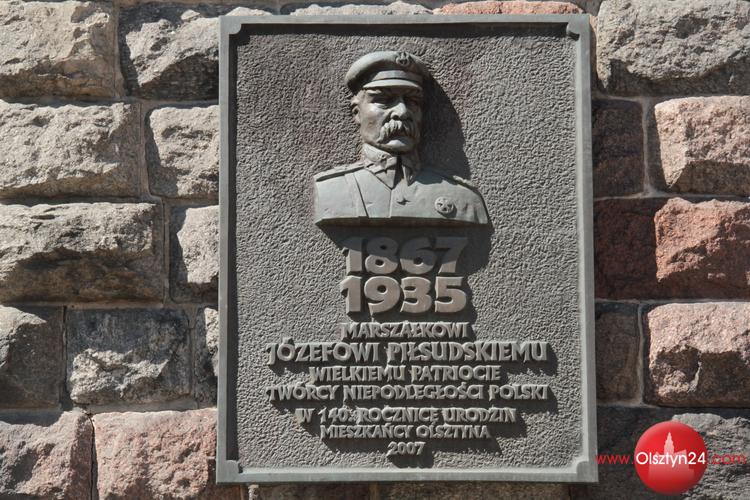 1867
1935
MARSZAŁKOWI
JÓZEFOWI PIŁSUDSKIEMU
WIELKIEMU PATRIOCIE
TWÓRCY NIEPODLEGŁOŚCI POLSKI
W 140. ROCZNICĘ URODZIN
MIESZKAŃCY OLSZTYNA
2007
www.Olsztyn24.com